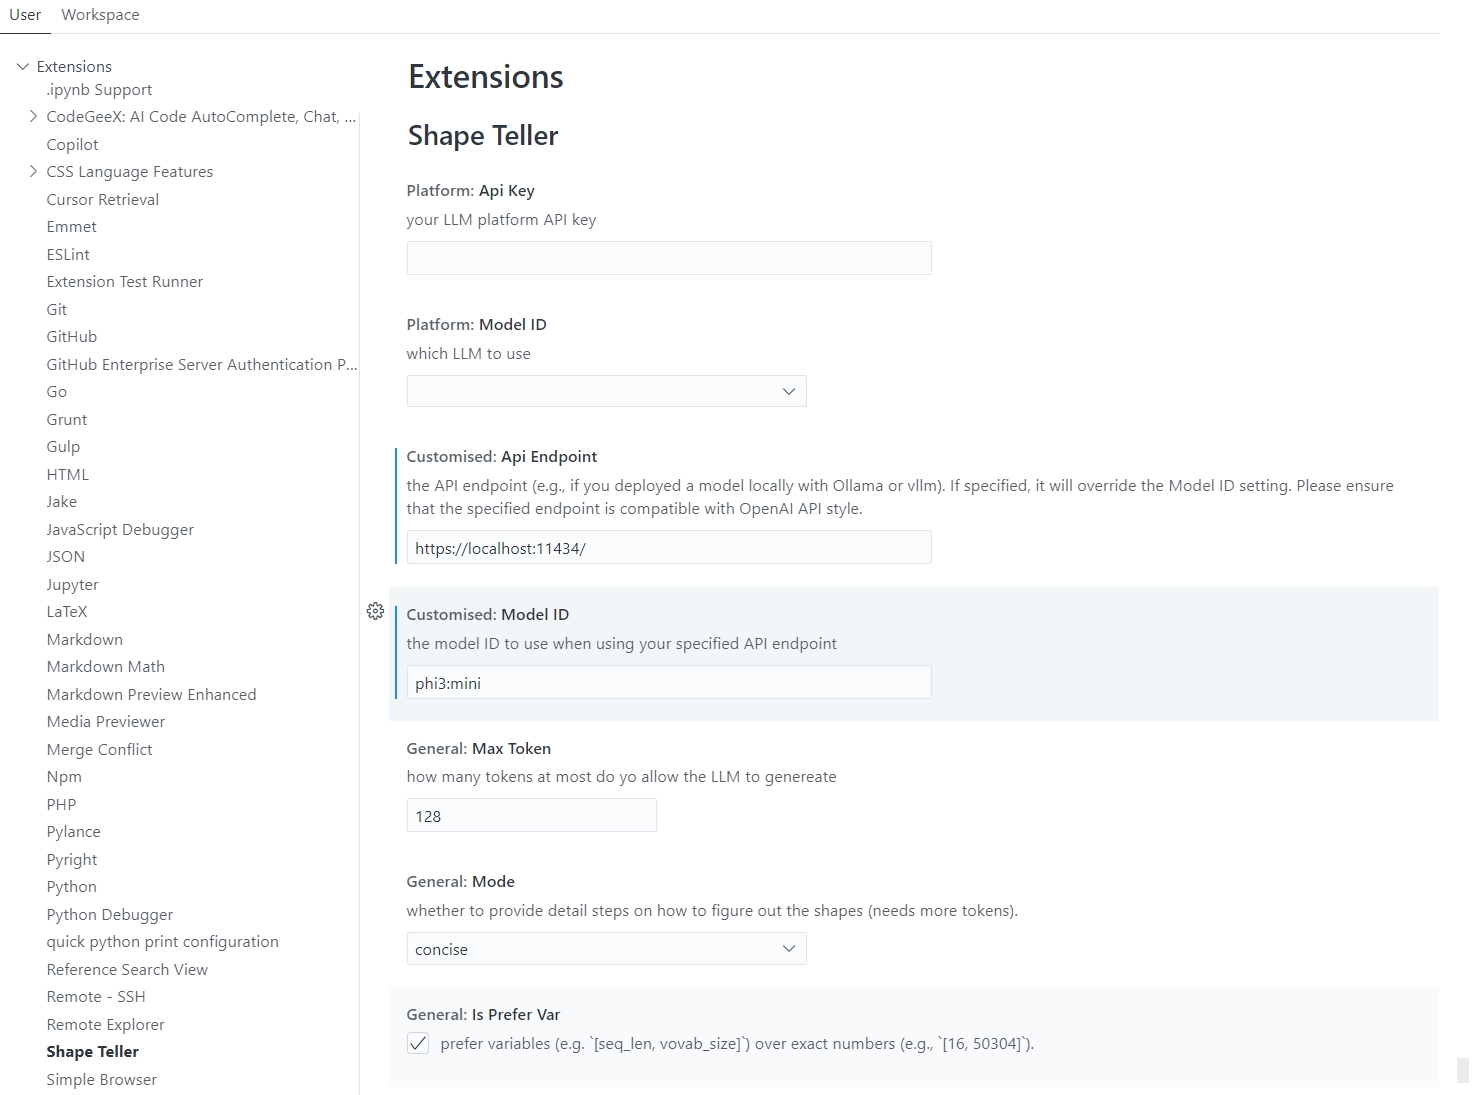 User Workspace
Extensions
.ipynb Support
CodeGeeX: AI Code AutoComplete, Chat, ...
Copilot
CSS Language Features
Cursor Retrieval
Emmet
ESLint
Extension Test Runner
Git
GitHub
GitHub Enterprise Server Authentication P...
Go
Grunt
Gulp
HTML
Jake
JavaScript Debugger
JSON
Jupyter
LaTeX
Markdown
Markdown Math
Markdown Preview Enhanced
Media Previewer
Merge Conflict
Npm
PHP
Pylance
Pyright
Python
Python Debugger
quick python print configuration
Reference Search View
Remote - SSH
Remote Explorer
Shape Teller
Simple Browser
Extensions
Shape Teller
Platform: Api Key
your LLM platform API key
Platform: Model ID
which LLM to use
Customised: Api Endpoint
the API endpoint (e.g., if you deployed a model locally with Ollama or vllm). If specified, it will override the Model ID setting. Please ensure
that the specified endpoint is compatible with OpenAI API style.
https://localhost:11434/
Customised: Model ID
the model ID to use when using your specified API endpoint
phi3:mini
General: Max Token
how many tokens at most do yo allow the LLM to genereate
128
General: Mode
whether to provide detail steps on how to figure out the shapes (needs more tokens).
concise
General: Is Prefer Var
prefer variables (e.g. `[seq_len, vovab_size]`) over exact numbers (e.g., `[16, 50304]`).